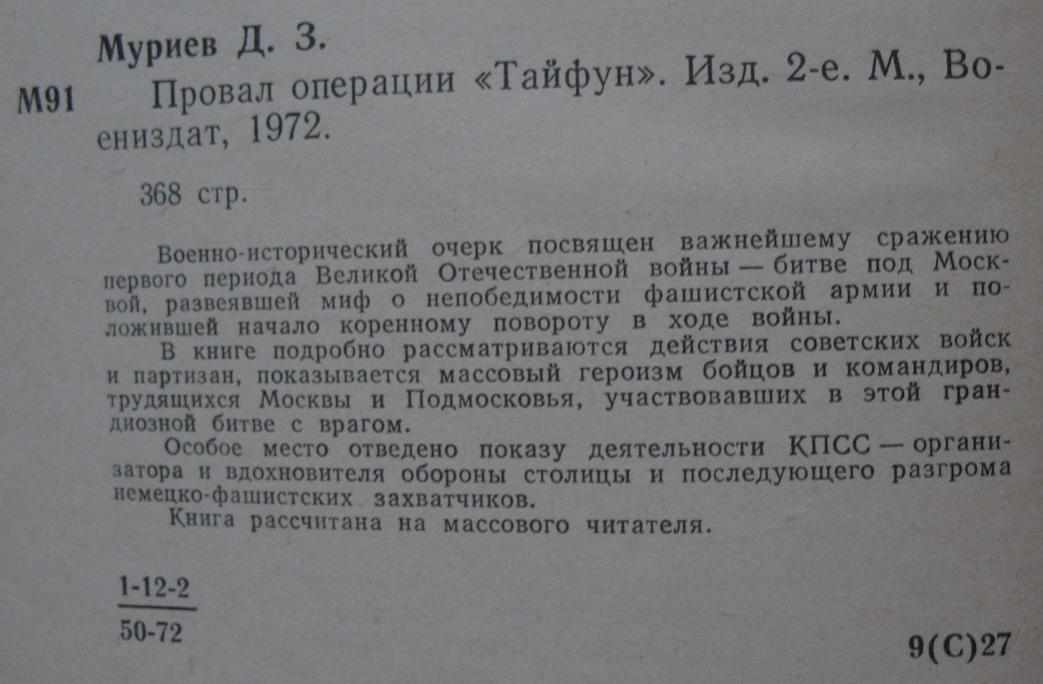 Муриев Д. З.
М91 Провал операции «Тайфун». Изд. 2-е. М., Во-
ениздат, 1972.
368 стр.
Военно-исторический очерк посвящен важнейшему сражению
первого периода Великой Отечественной войны — битве под Моск-
вой, развеявшей миф о непобедимости фашистской армии и по-
ложившей начало коренному повороту в ходе войны.
В книге подробно рассматриваются действия советских войск
и партизан, показывается массовый героизм бойцов и командиров,
трудящихся Москвы и Подмосковья, участвовавших в этой гран-
диозной битве с врагом.
Особое место отведено показу деятельности КПСС — органи-
затора и вдохновителя обороны столицы и последующего разгрома
немецко-фашистских захватчиков.
Книга рассчитана на массового читателя.
1-12-2
50-72
9(С)27